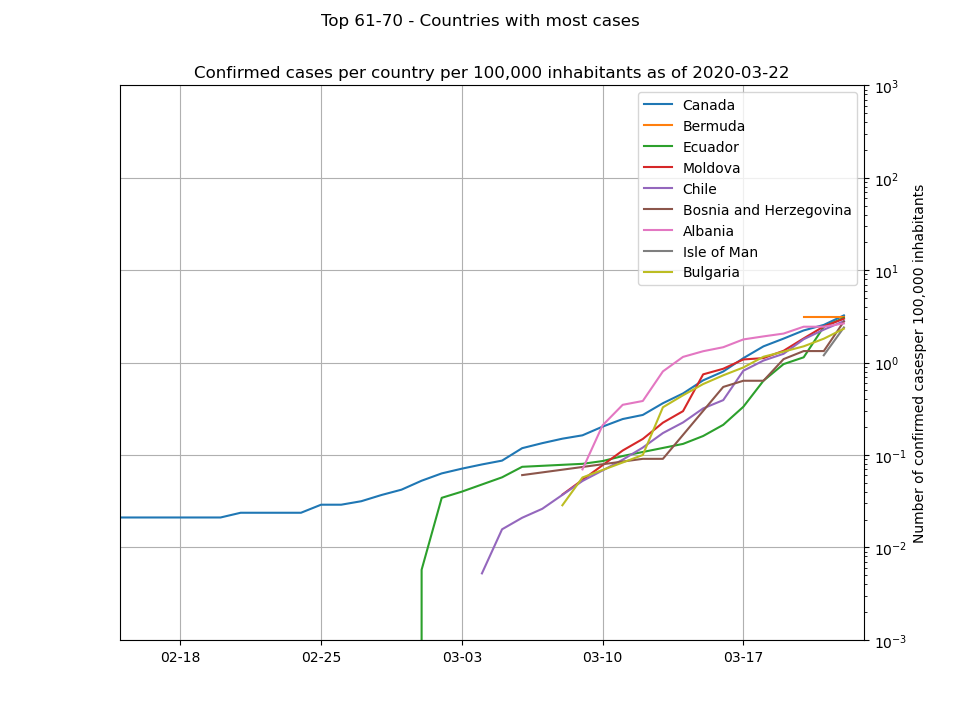 Top 61-70 - Countries with most cases
Confirmed cases per country per 100,000 inhabitants as of 2020-03-22
Canada
Bermuda
Ecuador
Moldova
Chile
Bosnia and Herzegovina
Albania
Isle of Man
Bulgaria
10³
10²
10¹
10⁰
10⁻¹
10⁻²
10⁻³
Number of confirmed casesper 100,000 inhabitants
02-18
02-25
03-03
03-10
03-17